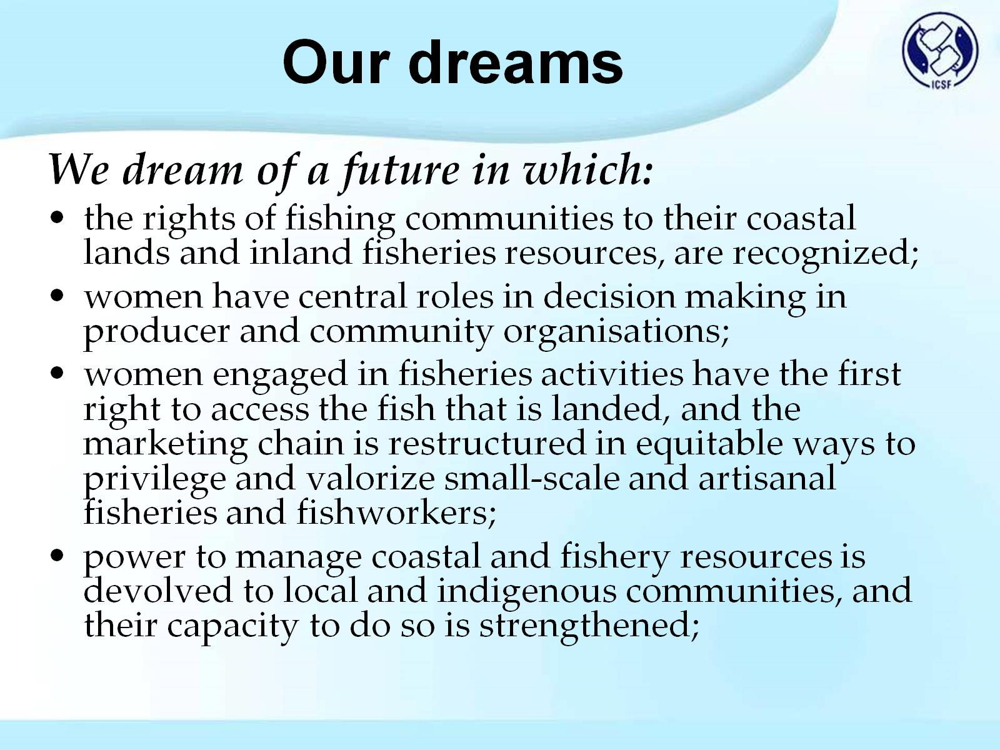 Our dreams
ICSF
We dream of a future in which:
• the rights of fishing communities to their coastal
lands and inland fisheries resources, are recognized;
• women have central roles in decision making in
producer and community organisations;
• women engaged in fisheries activities have the first
right to access the fish that is landed, and the
marketing chain is restructured in equitable ways to
privilege and valorize small-scale and artisanal
fisheries and fishworkers;
• power to manage coastal and fishery resources is
devolved to local and indigenous communities, and
their capacity to do so is strengthened;